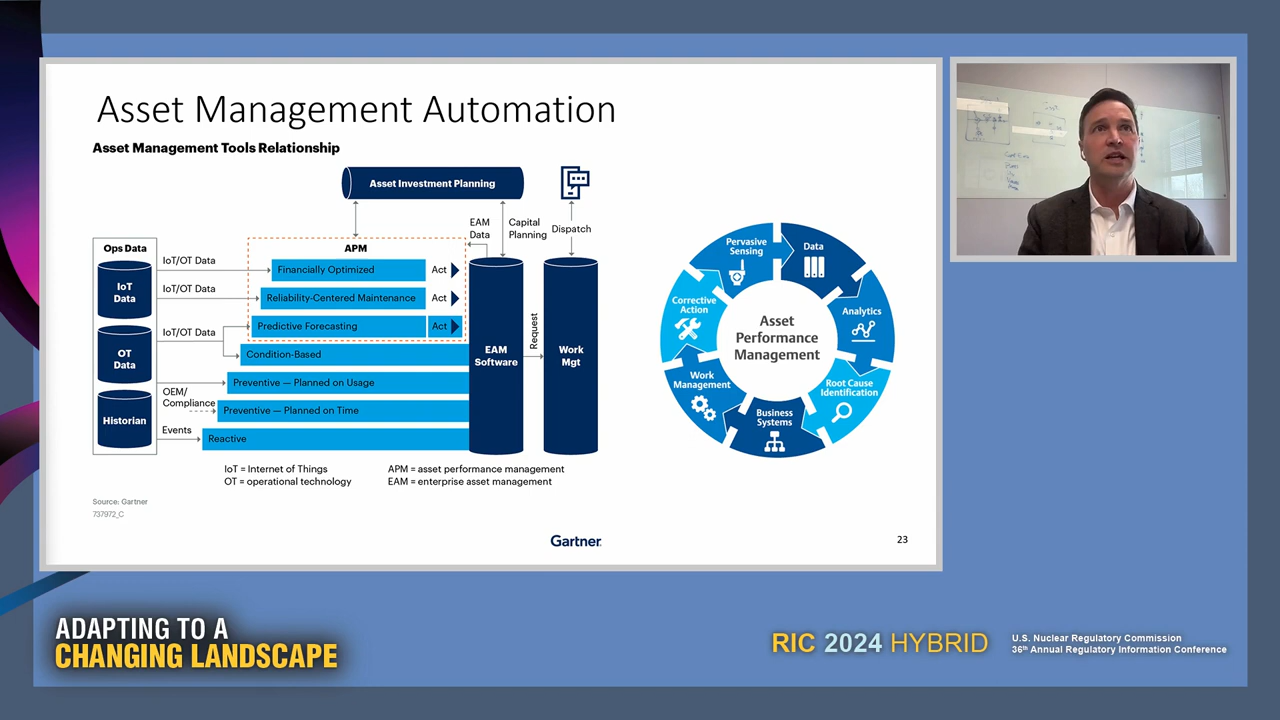 Asset Management Automation
Asset Management Tools Relationship
Asset Investment Planning
EAM
Data
Capital
Planning
Dispatch
Ops Data
IoT
Data
OT
Data
Historian
IoT/OT Data
IoT/OT Data
IoT/OT Data
OEM/
Compliance
Events
APM
Financially Optimized
Act
Reliability-Centered Maintenance
Act
Predictive Forecasting
Act
Condition-Based
Preventive — Planned on Usage
Preventive — Planned on Time
Reactive
EAM
Software
Request
Work
Mgt
IoT = Internet of Things
OT = operational technology
APM = asset performance management
EAM = enterprise asset management
Source: Gartner
737972_C
Gartner
23
Asset
Performance
Management
Pervasive
Sensing
Data
Analytics
Root Cause
Identification
Business
Systems
Work
Management
Corrective
Action
ADAPTING TO A
CHANGING LANDSCAPE
RIC 2024 HYBRID
U.S. Nuclear Regulatory Commission
36th Annual Regulatory Information Conference